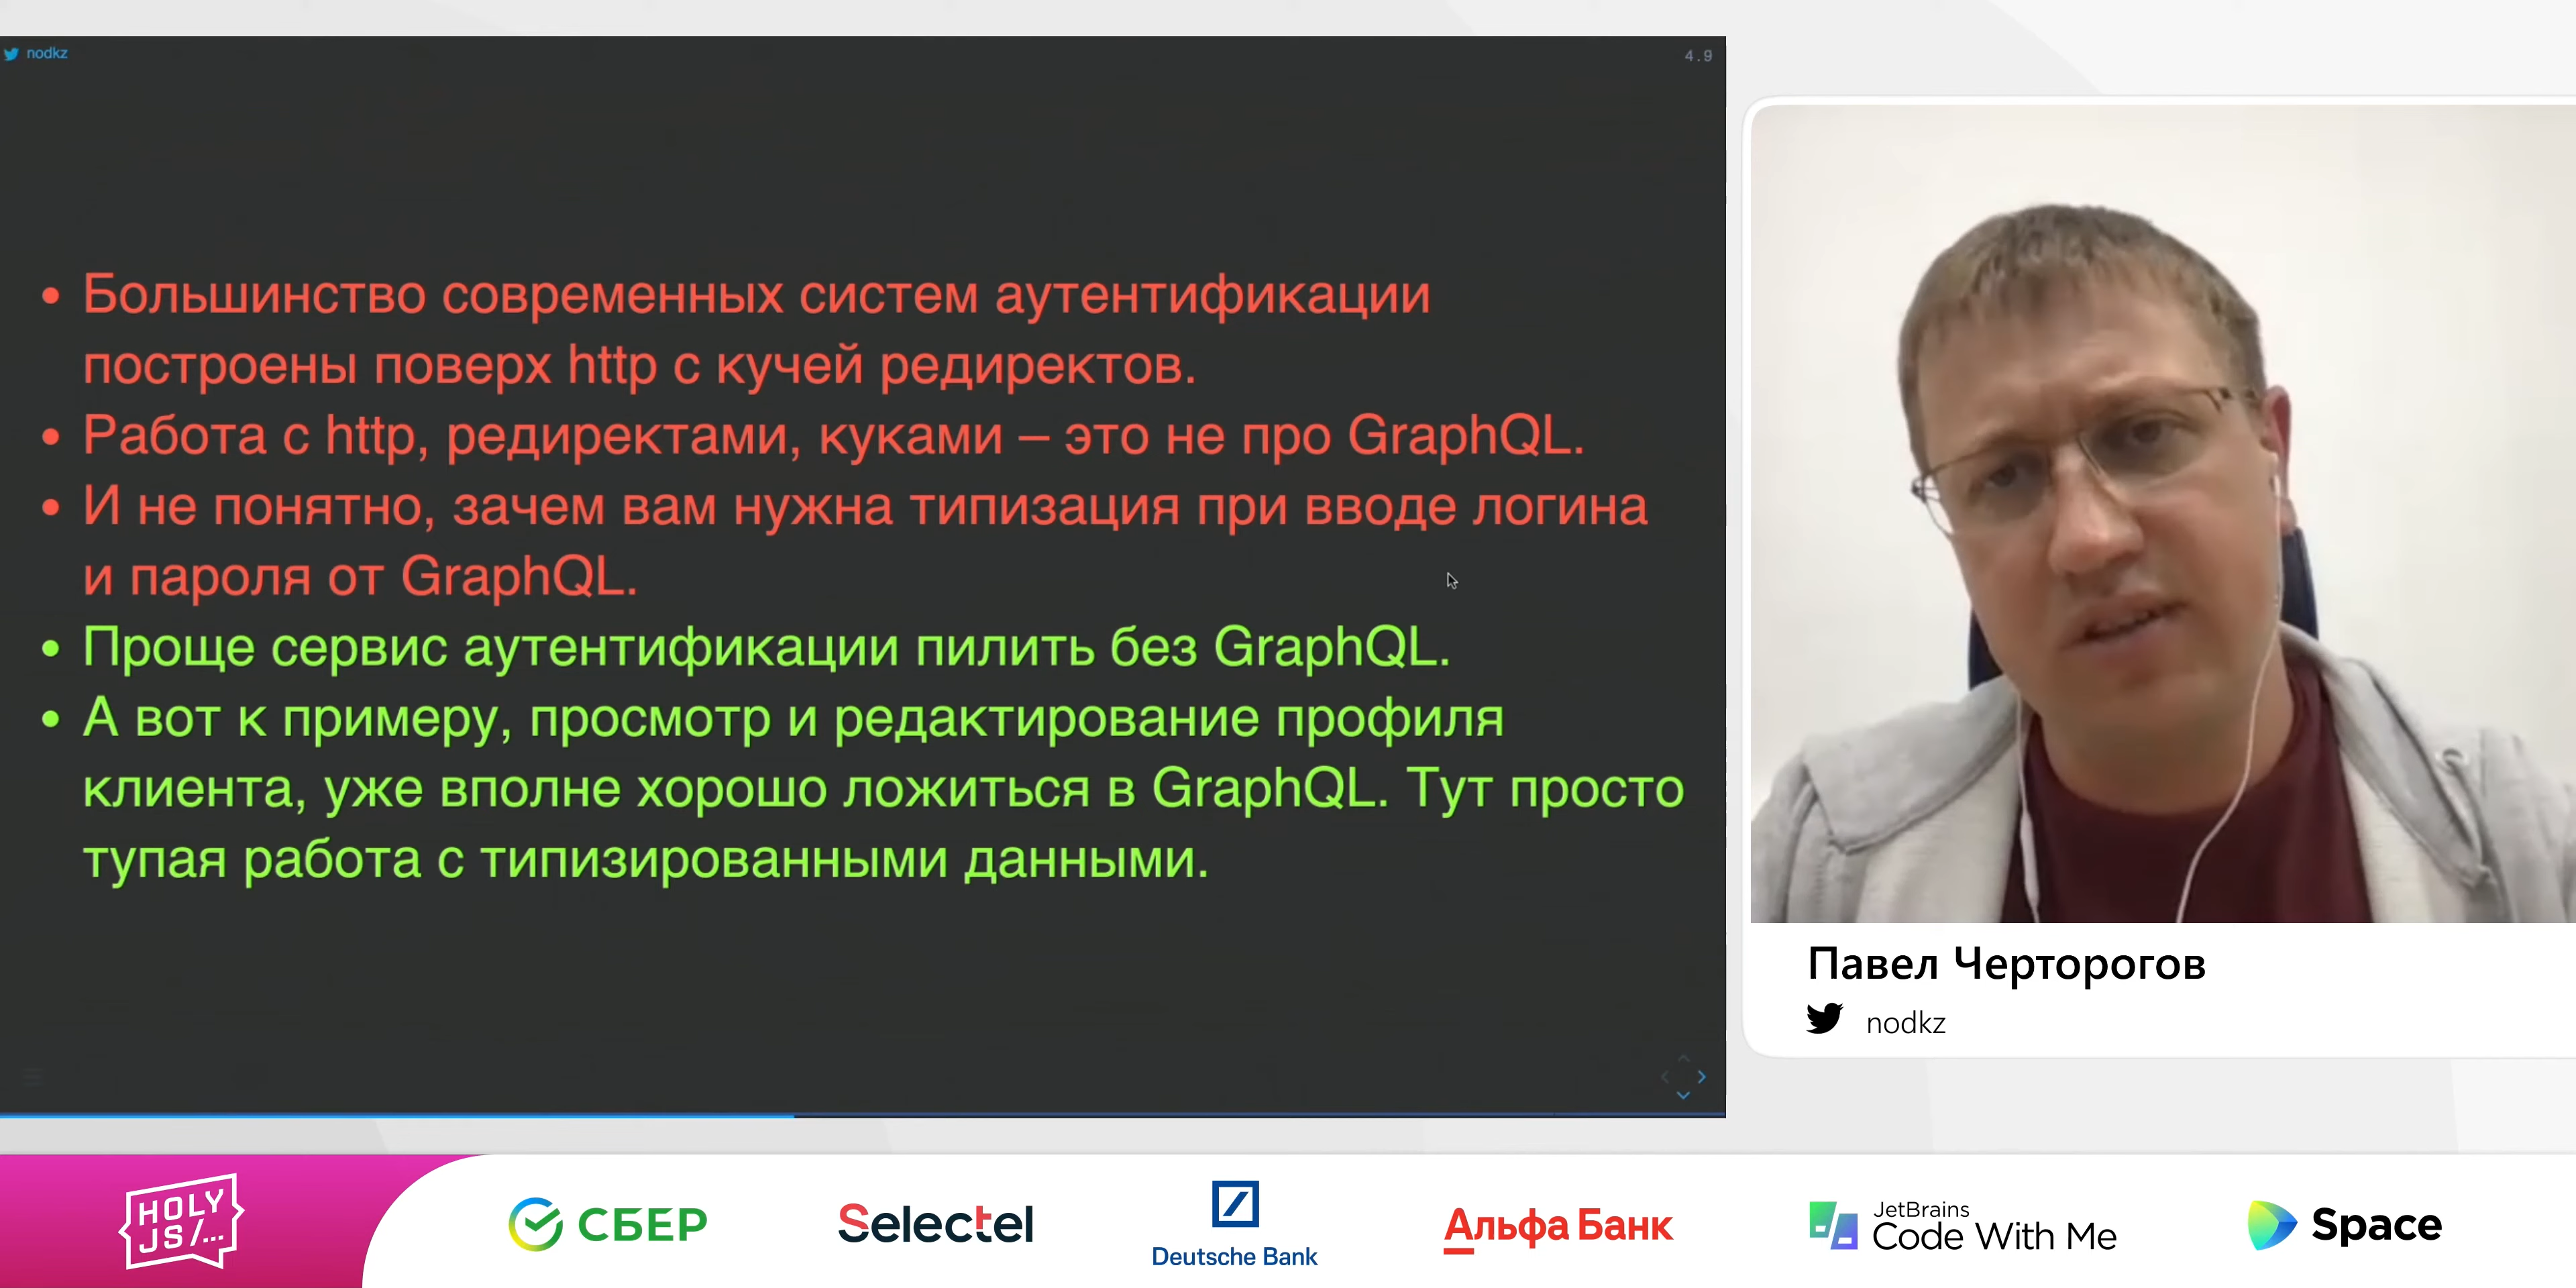 nodkz
4.9
• Большинство современных систем аутентификации
построены поверх http с кучей редиректов.
• Работа с http, редиректами, куками – это не про GraphQL.
• И не понятно, зачем вам нужна типизация при вводе логина
и пароля от GraphQL.
• Проще сервис аутентификации пилить без GraphQL.
• А вот к примеру, просмотр и редактирование профиля
клиента, уже вполне хорошо ложиться в GraphQL. Тут просто
тупая работа с типизированными данными.
Павел Черторогов
nodkz
HOLY
JS/...
СБЕР
Selectel
Deutsche Bank
Альфа Банк
JetBrains
Code With Me
Space